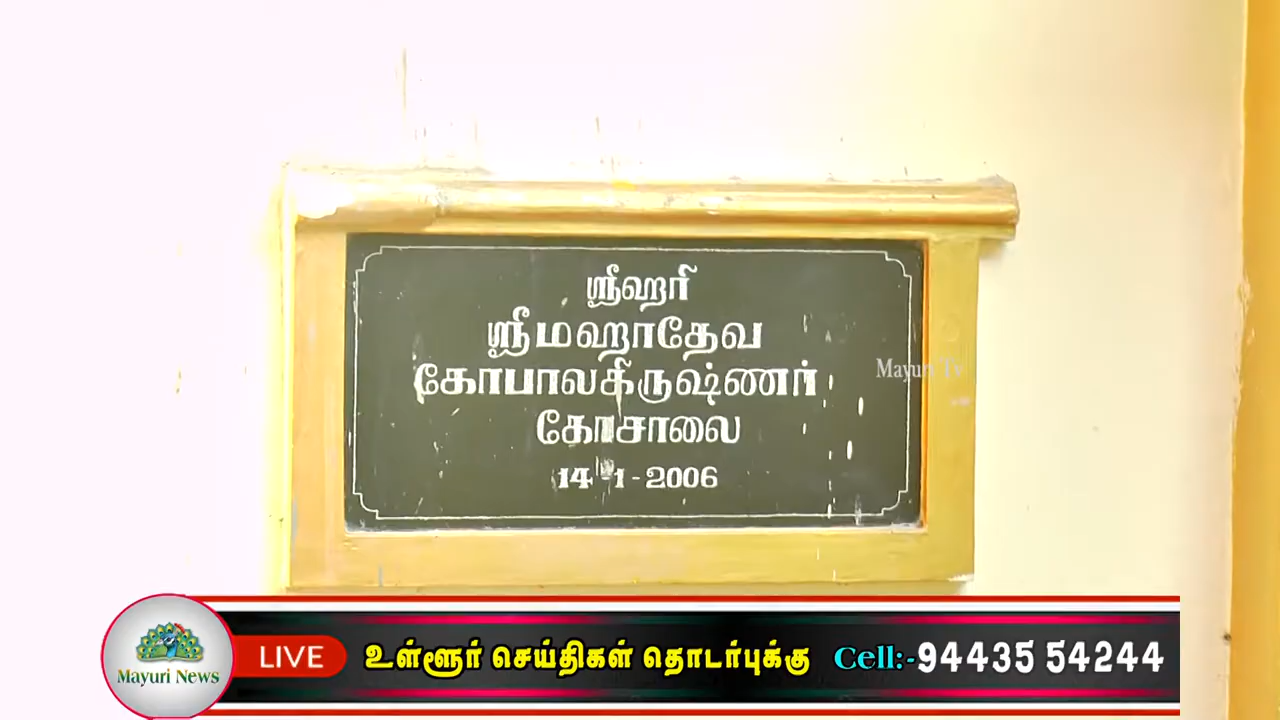 ஸ்ரீஹரி
ஸ்ரீமஹாதேவ
கோபாலகிருஷ்ணர்
கோசாலை
14-1-2006
Mayuri Tv
Mayuri News
LIVE உள்ளூர் செய்திகள் தொடர்புக்கு Cell:-94435 54244